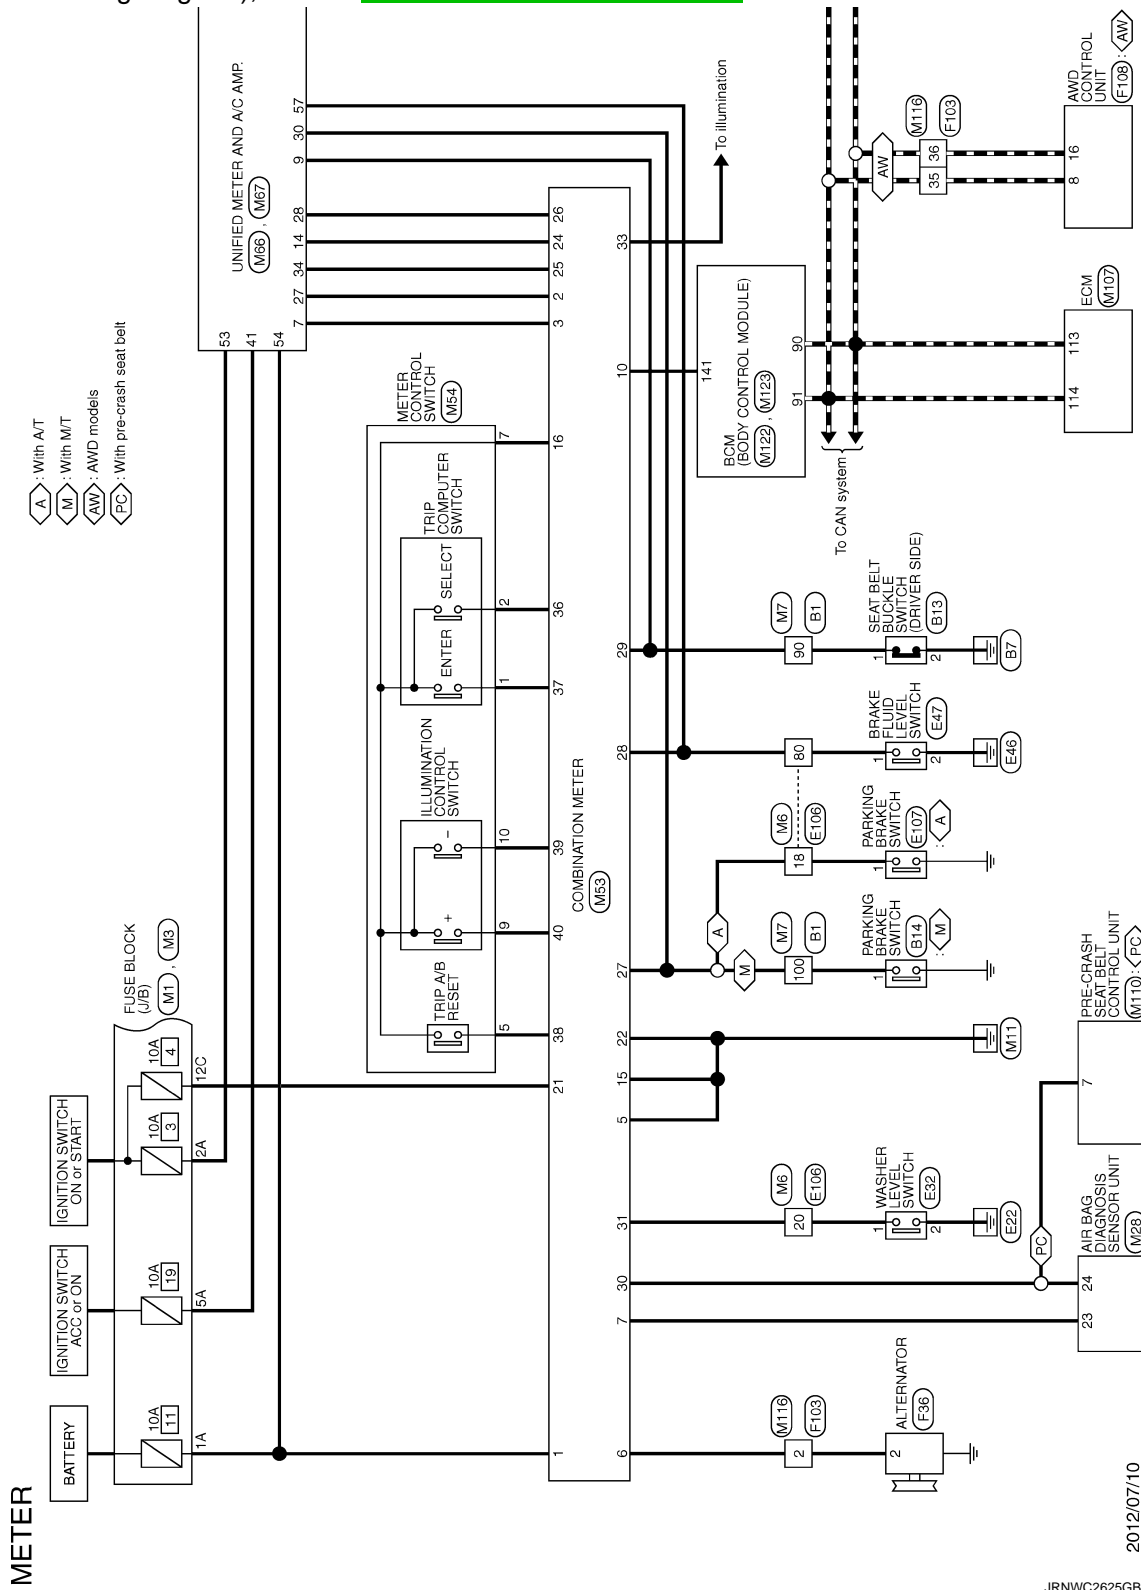 METER
BATTERY
IGNITION SWITCH
ACC or ON
IGNITION SWITCH
ON or START
10A
11
1A
10A
19
5A
10A
3
2A
10A
4
12C
FUSE BLOCK
(J/B)
M1 , M3
A : With A/T
M : With M/T
AW : AWD models
PC : With pre-crash seat belt
53
41
54
UNIFIED METER AND A/C AMP.
M66 , M67
7
27
34
14
28
9
30
57
METER
CONTROL
SWITCH
M54
TRIP A/B
RESET
ILLUMINATION
CONTROL
SWITCH
+
-
TRIP
COMPUTER
SWITCH
ENTER
SELECT
5
9
10
1
2
7
1
21
38
40
39
37
36
16
3
2
25
24
26
COMBINATION METER
M53
6
7
30
31
5
15
22
27
28
29
10
33
To illumination
M116
F103
2
ALTERNATOR
F36
2
AIR BAG
DIAGNOSIS
SENSOR UNIT
M28
23
24
PC
PRE-CRASH
SEAT BELT
CONTROL UNIT
M110 : PC
7
M6
E106
20
WASHER
LEVEL
SWITCH
E32
1
2
E22
M11
A
M
M7
B1
100
PARKING
BRAKE
SWITCH
B14
: M
1
M6
E106
18
80
PARKING
BRAKE
SWITCH
E107
: A
1
BRAKE
FLUID
LEVEL
SWITCH
E47
1
2
E46
M7
B1
90
SEAT BELT
BUCKLE
SWITCH
(DRIVER SIDE)
B13
1
2
B7
141
BCM
(BODY CONTROL MODULE)
M122 , M123
91
90
To CAN system
ECM
M107
114
113
AW
M116
F103
35
36
AWD
CONTROL
UNIT
F108 : AW
8
16
2012/07/10
JRNWC2625GB